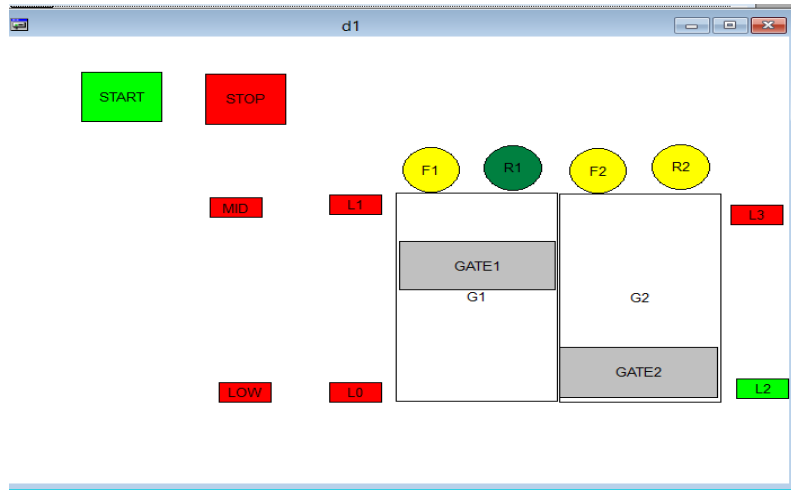 d1
START
STOP
F1
R1
F2
R2
MID
L1
L3
GATE1
G1
G2
GATE2
LOW
L0
L2